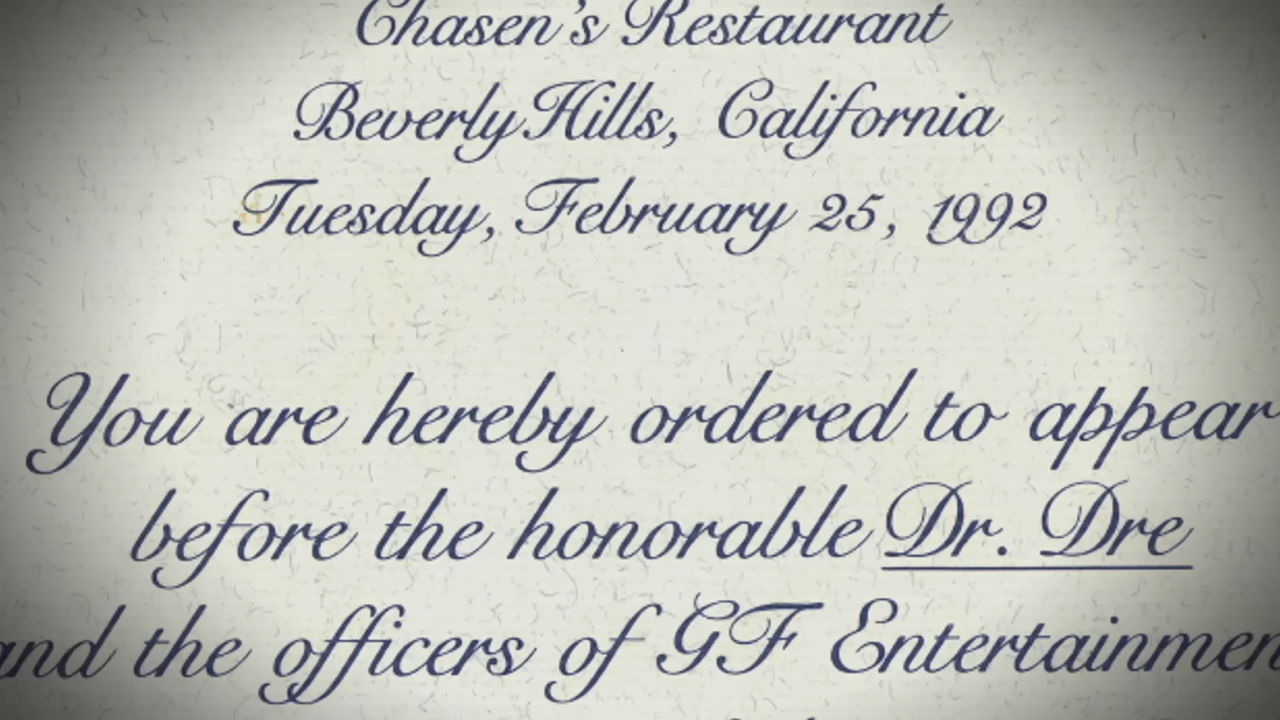 Chasen's Restaurant
Beverly Hills, California
Tuesday, February 25, 1992
You are hereby ordered to appear
before the honorable Dr. Dre
and the officers of GF Entertainmen